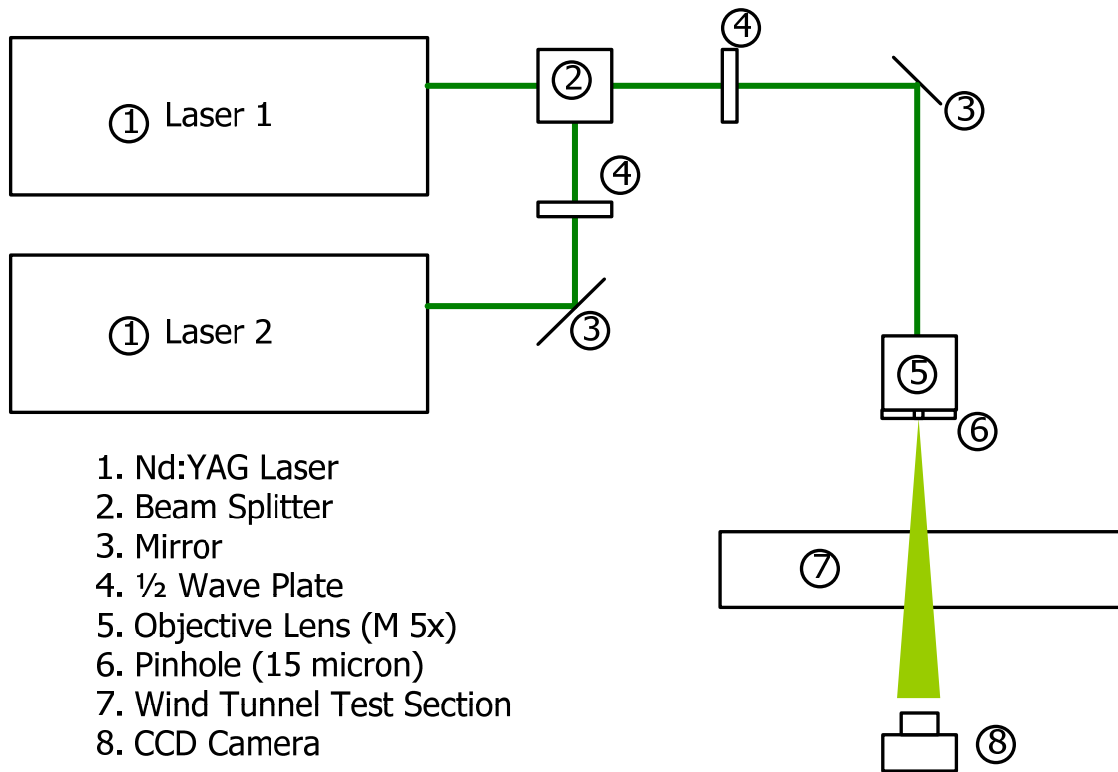 4
2
1 Laser 1
3
4
1 Laser 2
3
5
6
1. Nd:YAG Laser
2. Beam Splitter
3. Mirror
4. ½ Wave Plate
5. Objective Lens (M 5x)
6. Pinhole (15 micron)
7. Wind Tunnel Test Section
8. CCD Camera
7
8